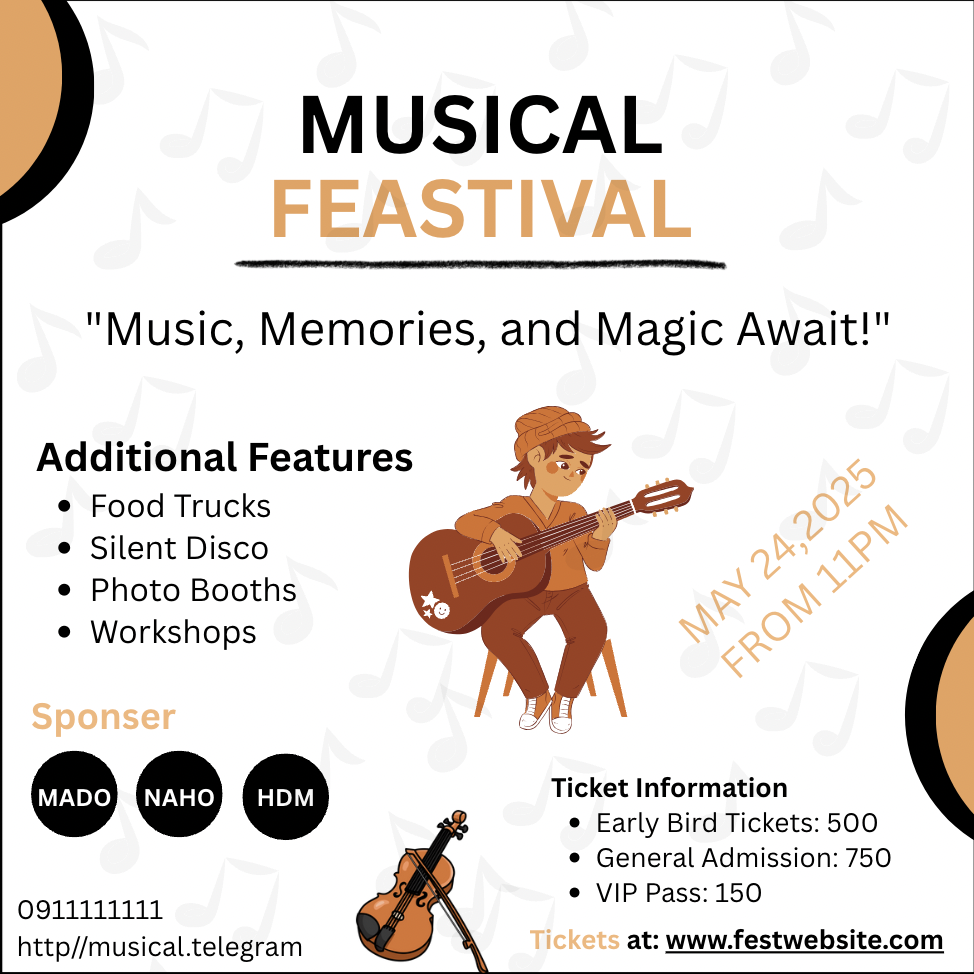 MUSICAL
FEASTIVAL
"Music, Memories, and Magic Await!"
Additional Features
• Food Trucks
• Silent Disco
• Photo Booths
• Workshops
MAY 24,2025
FROM 11PM
Sponser
MADO NAHO HDM
Ticket Information
• Early Bird Tickets: 500
• General Admission: 750
• VIP Pass: 150
0911111111
http//musical.telegram
Tickets at: www.festwebsite.com